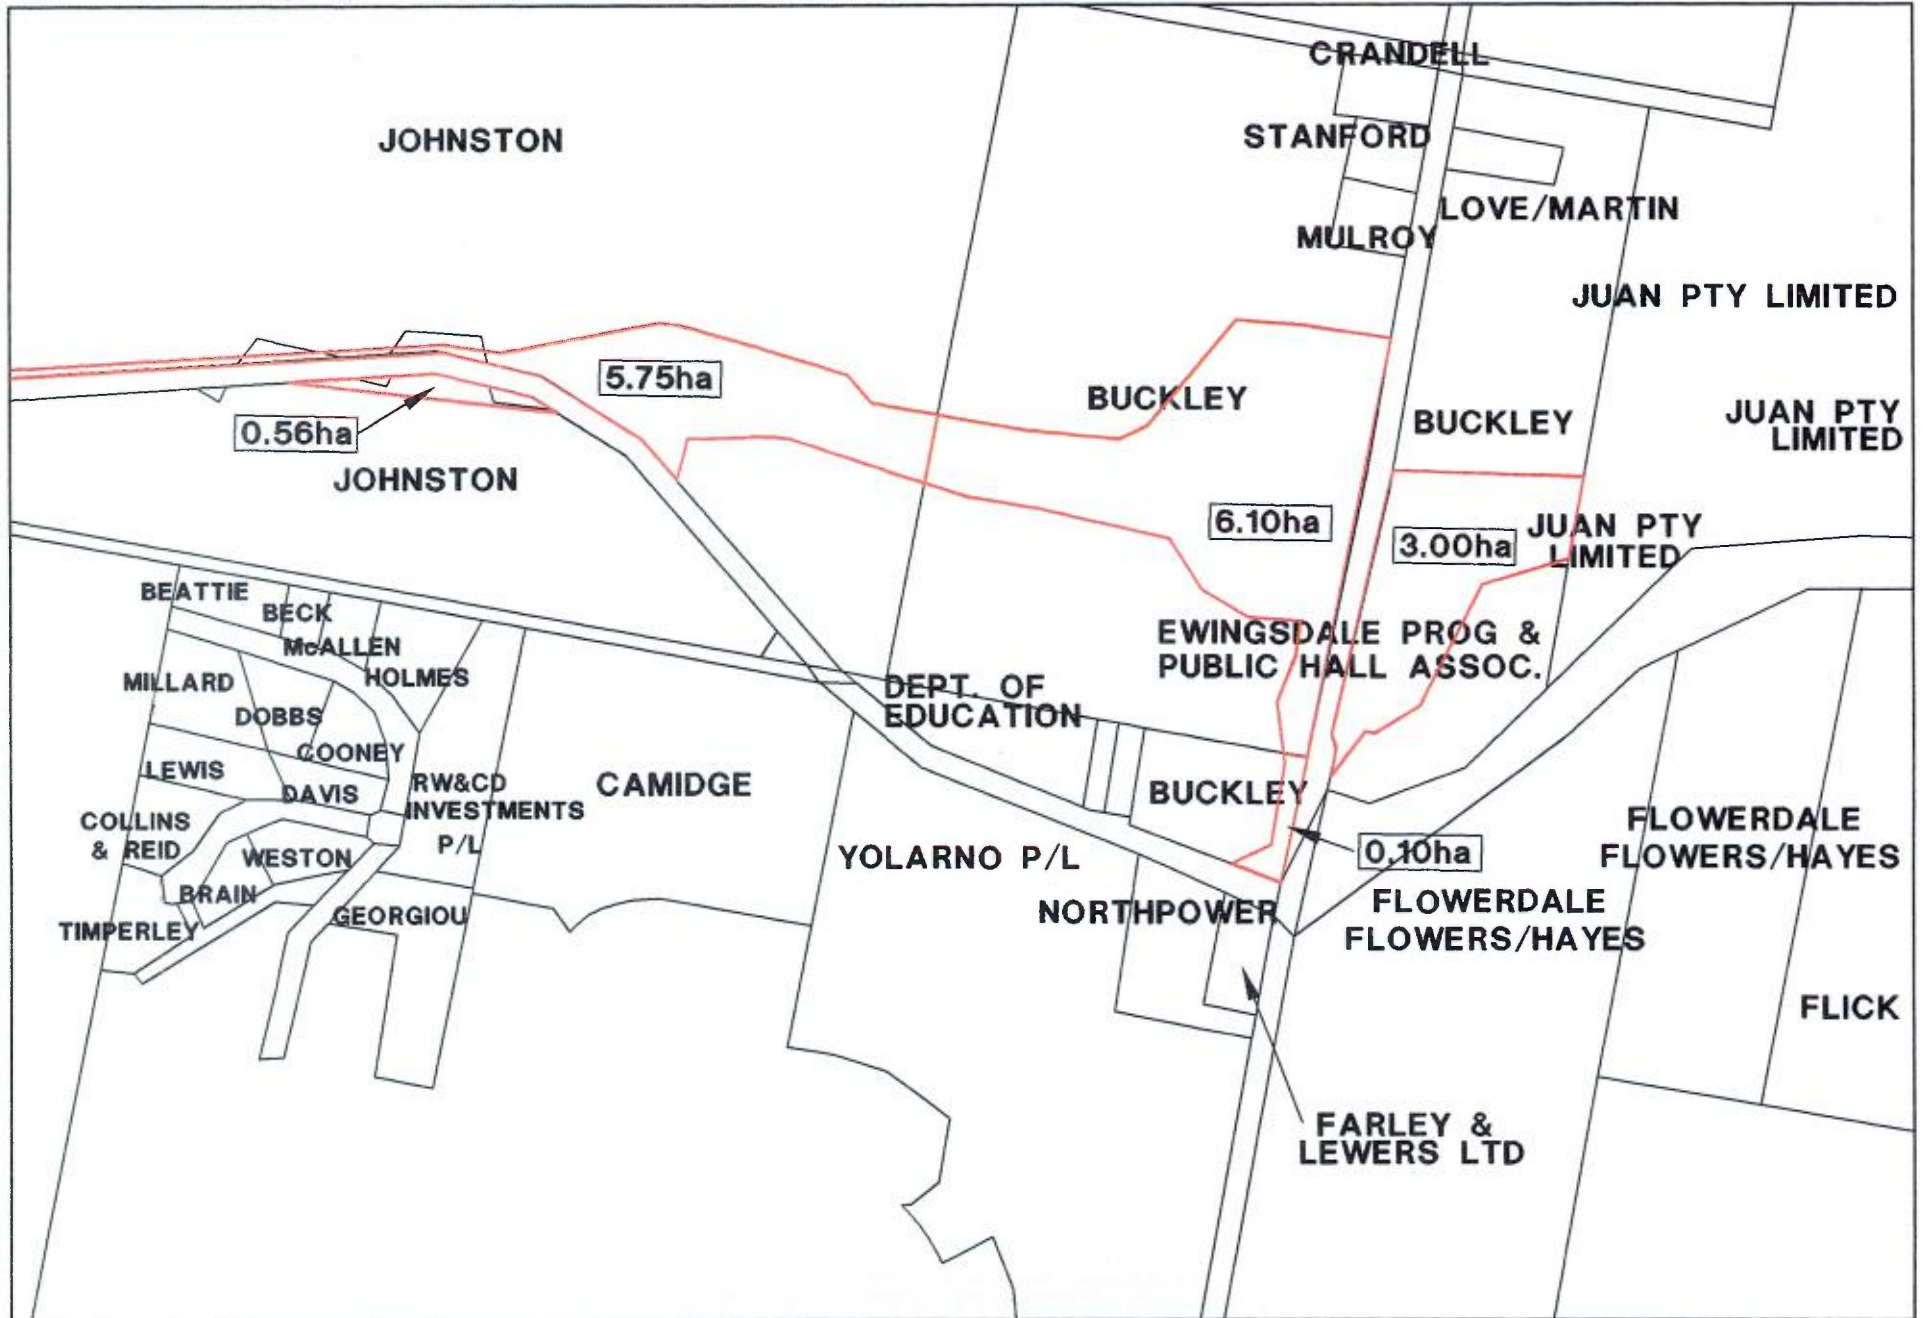 CRANDELL
JOHNSTON
STANFORD
LOVE/MARTIN
MULROY
JUAN PTY LIMITED
5.75ha
BUCKLEY
BUCKLEY
JUAN PTY
LIMITED
0.56ha
JOHNSTON
6.10ha
3.00ha
JUAN PTY
LIMITED
BEATTIE
BECK
McALLEN
HOLMES
EWINGSDALE PROG &
PUBLIC HALL ASSOC.
MILLARD
DOBBS
COONEY
DEPT. OF
EDUCATION
LEWIS
DAVIS
RW&CD
INVESTMENTS
P/L
CAMIDGE
BUCKLEY
COLLINS
& REID
WESTON
BRAIN
YOLARNO P/L
0.10ha
FLOWERDALE
FLOWERS/HAYES
TIMPERLEY
GEORGIOU
NORTHPOWER
FLOWERDALE
FLOWERS/HAYES
FLICK
FARLEY &
LEWERS LTD